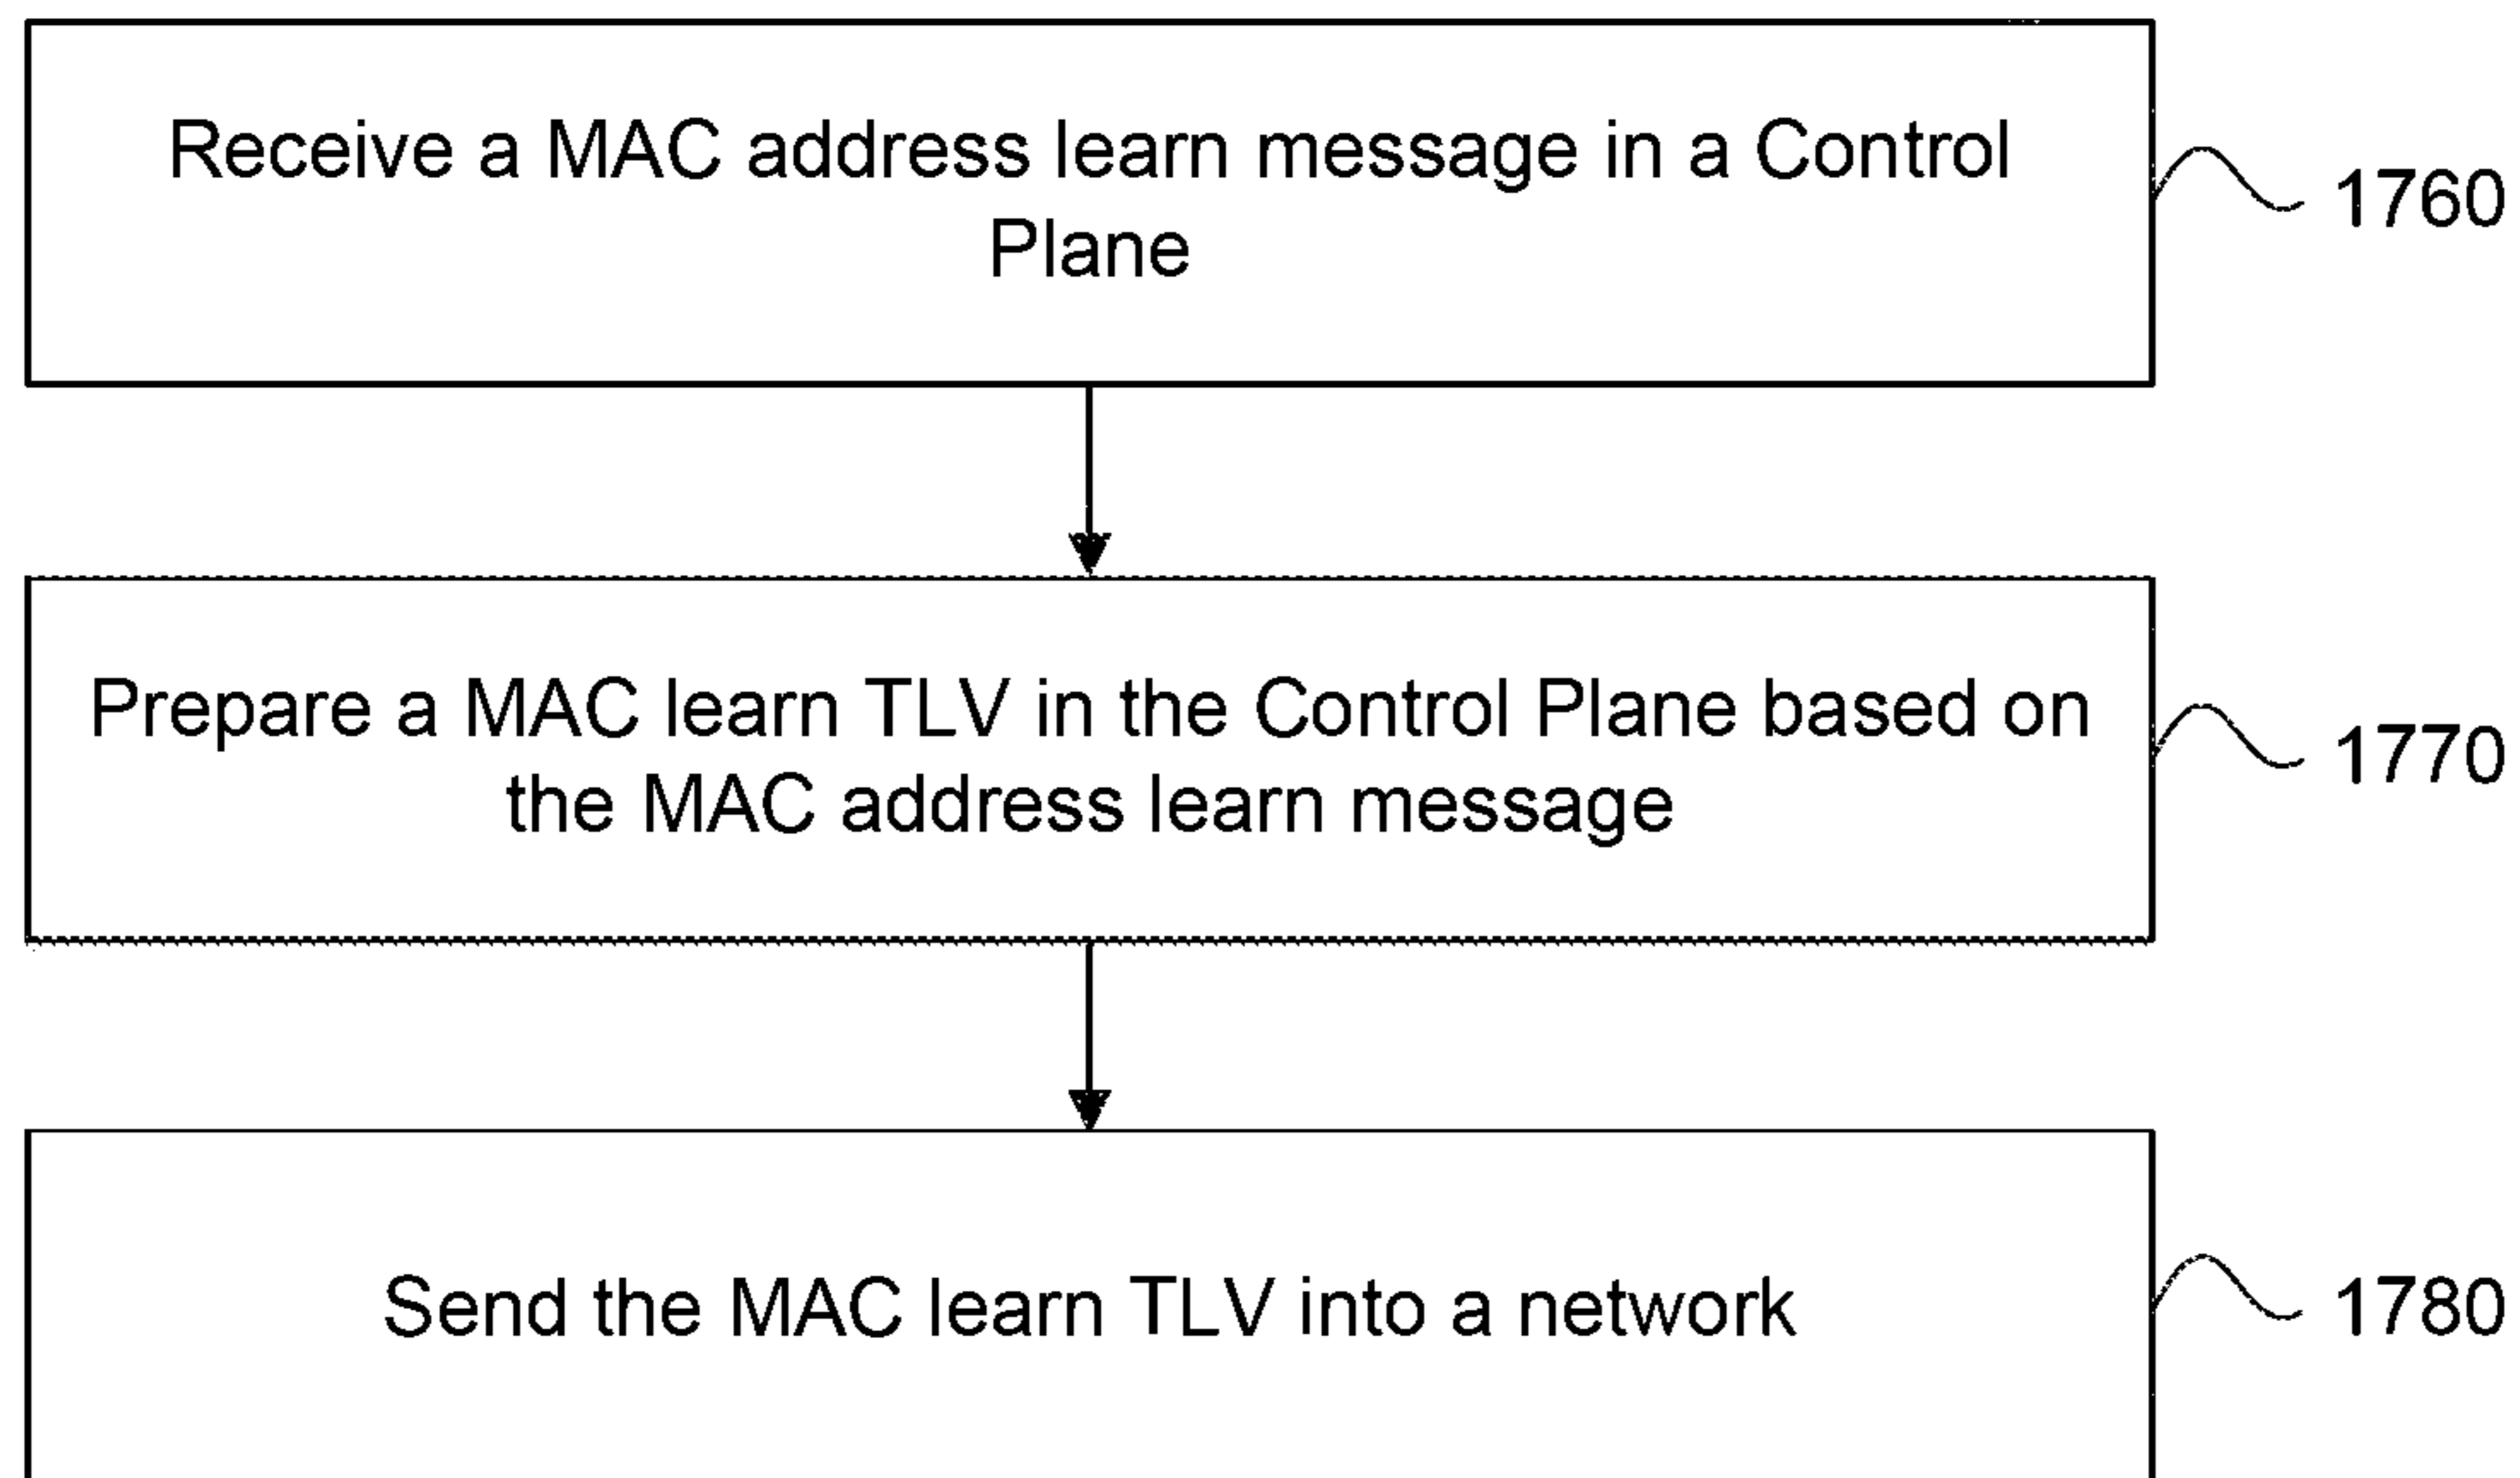 Receive a MAC address learn message in a Control
Plane
1760
Prepare a MAC learn TLV in the Control Plane based on
the MAC address learn message
1770
Send the MAC learn TLV into a network
1780